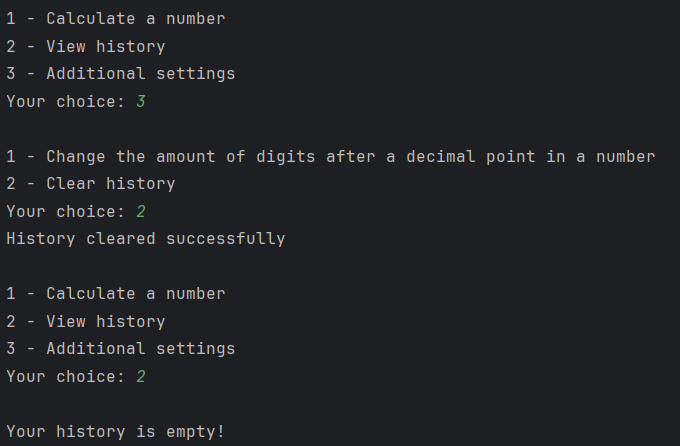 1 - Calculate a number
2 - View history
3 - Additional settings
Your choice: 3
1 - Change the amount of digits after a decimal point in a number
2 - Clear history
Your choice: 2
History cleared successfully
1 - Calculate a number
2 - View history
3 - Additional settings
Your choice: 2
Your history is empty!